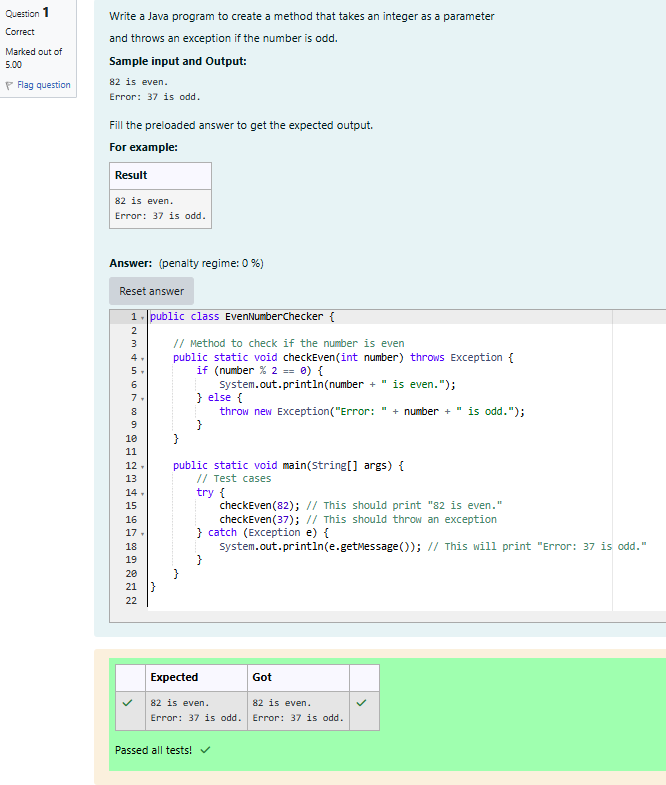 Question 1
Correct
Marked out of
5.00
Flag question
Write a Java program to create a method that takes an integer as a parameter
and throws an exception if the number is odd.
Sample input and Output:
82 is even.
Error: 37 is odd.
Fill the preloaded answer to get the expected output.
For example:
Result
82 is even.
Error: 37 is odd.
Answer: (penalty regime: 0 %)
Reset answer
1 public class EvenNumberChecker {
2
3     // Method to check if the number is even
4     public static void checkEven(int number) throws Exception {
5         if (number % 2 == 0) {
6             System.out.println(number + " is even.");
7         } else {
8             throw new Exception("Error: " + number + " is odd.");
9         }
10     }
11
12     public static void main(String[] args) {
13         // Test cases
14         try {
15             checkEven(82); // This should print "82 is even."
16             checkEven(37); // This should throw an exception
17         } catch (Exception e) {
18             System.out.println(e.getMessage()); // This will print "Error: 37 is odd."
19         }
20     }
21 }
22
Expected Got
82 is even. 82 is even.
Error: 37 is odd. Error: 37 is odd.
Passed all tests!